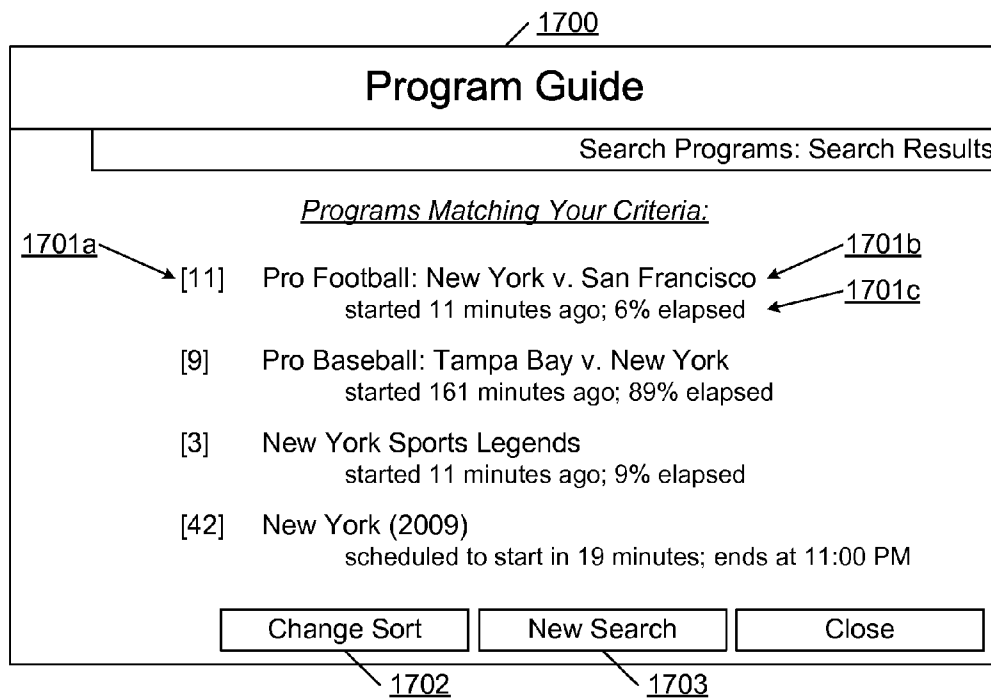 1700
Program Guide
Search Programs: Search Results
Programs Matching Your Criteria:
1701a
1701b
[11] Pro Football: New York v. San Francisco
1701c
started 11 minutes ago; 6% elapsed
[9] Pro Baseball: Tampa Bay v. New York
started 161 minutes ago; 89% elapsed
[3] New York Sports Legends
started 11 minutes ago; 9% elapsed
[42] New York (2009)
scheduled to start in 19 minutes; ends at 11:00 PM
Change Sort New Search Close
1702 1703